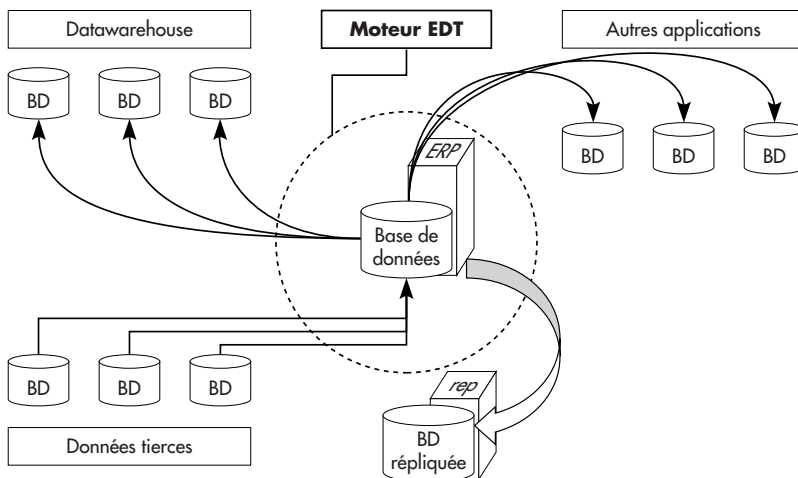 Datawarehouse
Moteur EDT
Autres applications
BD
BD
BD
BD
BD
BD
ERP
Base de
données
BD
BD
BD
rep
BD
répliquée
Données tierces